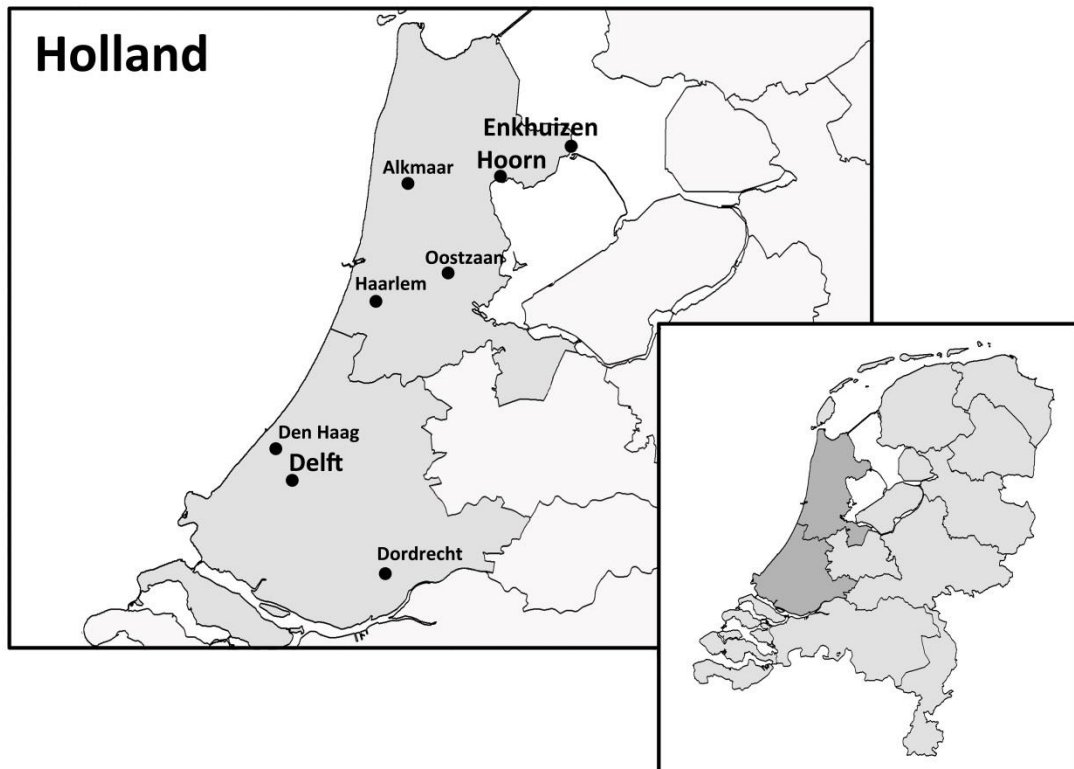 Holland
Enkhuizen
Hoorn
Alkmaar
Oostzaan
Haarlem
Den Haag
Delft
Dordrecht